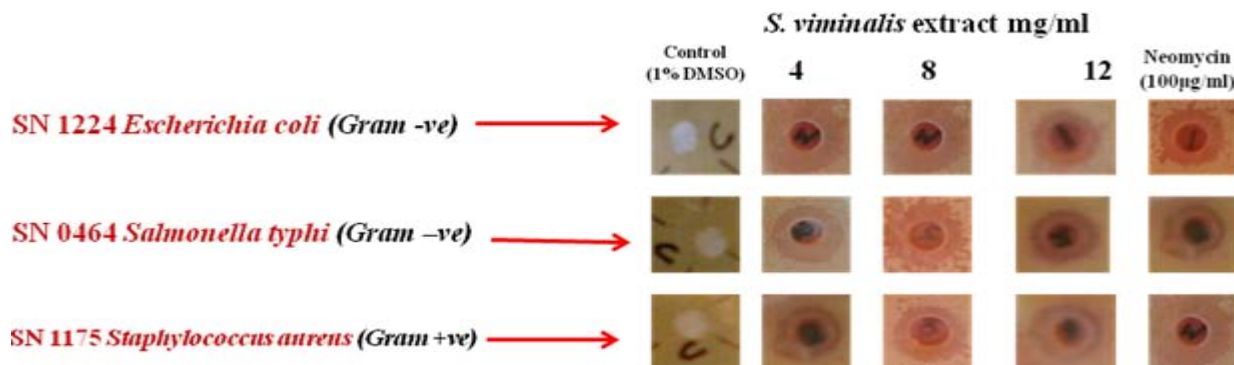 S. viminalis extract mg/ml
Control
(1% DMSO)
4
8
12
Neomycin
(100µg/ml)
SN 1224 Escherichia coli (Gram -ve)
SN 0464 Salmonella typhi (Gram –ve)
SN 1175 Staphylococcus aureus (Gram +ve)